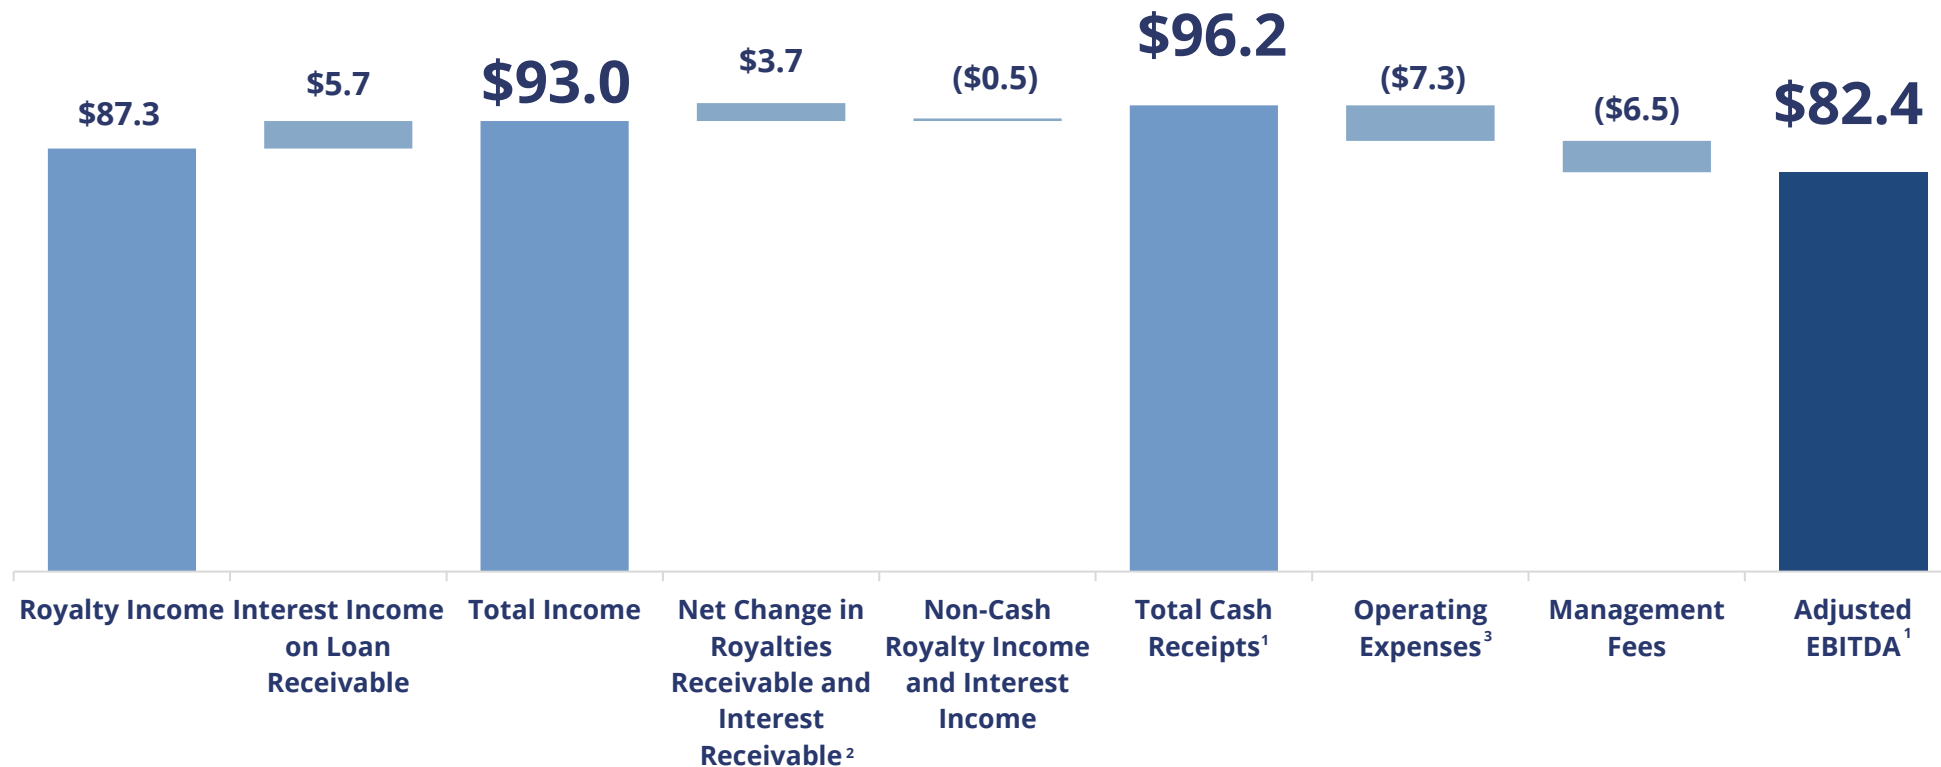 $87.3
$5.7
$93.0
$3.7
($0.5)
$96.2
($7.3)
($6.5)
$82.4
Royalty Income
Interest Income
on Loan
Receivable
Total Income
Net Change in
Royalties
Receivable and
Interest
Receivable²
Non-Cash
Royalty Income
and Interest
Income
Total Cash
Receipts¹
Operating
Expenses³
Management
Fees
Adjusted
EBITDA¹